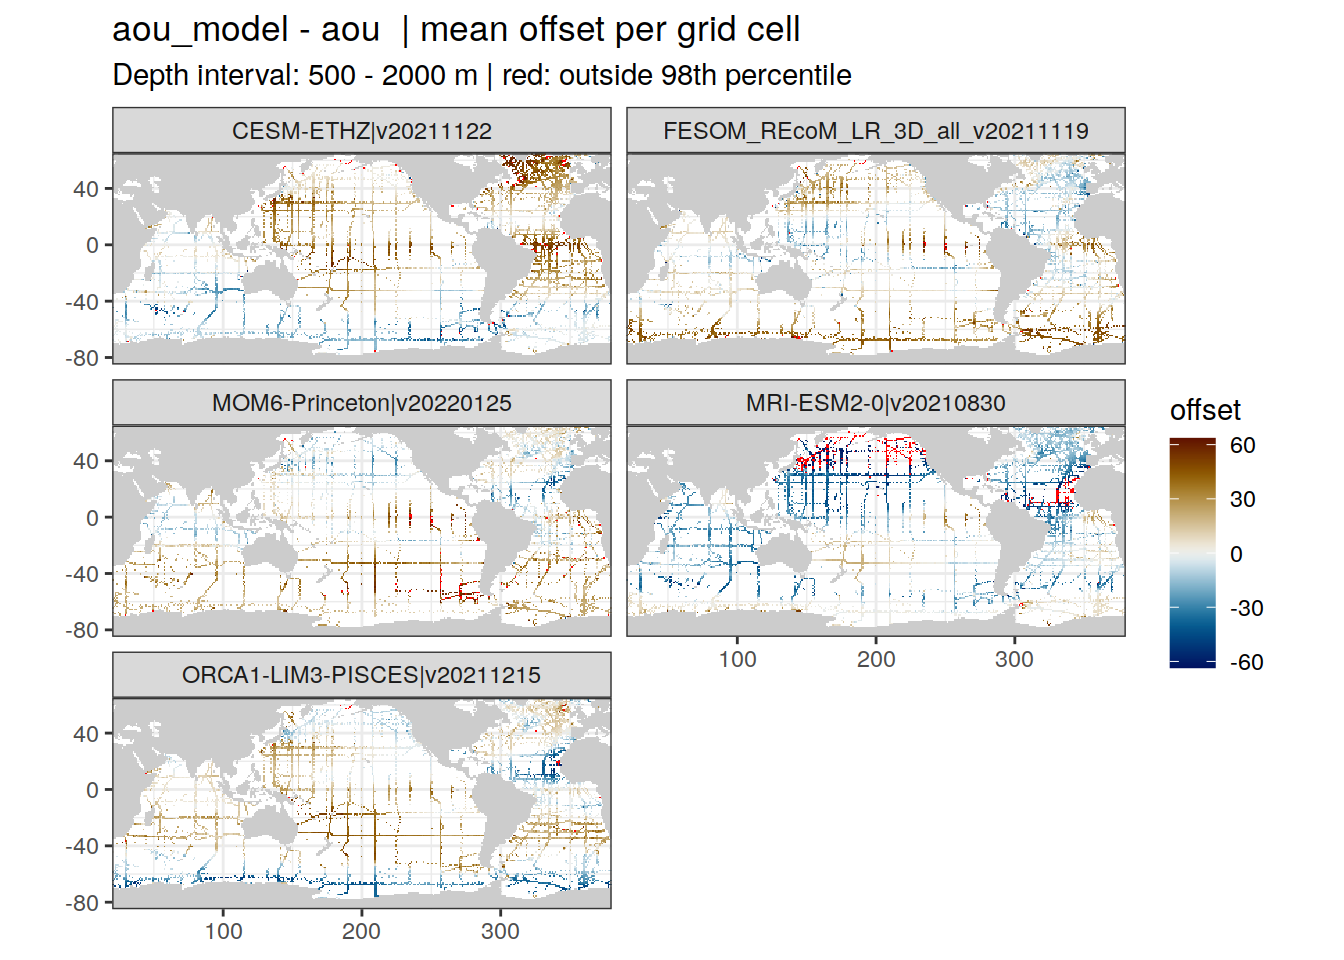 aou_model - aou | mean offset per grid cell
Depth interval: 500 - 2000 m | red: outside 98th percentile
CESM-ETHZ|v20211122
FESOM_REcoM_LR_3D_all_v20211119
40
0
-40
-80
MOM6-Princeton|v20220125
MRI-ESM2-0|v20210830
40
0
-40
-80
100
200
300
ORCA1-LIM3-PISCES|v20211215
40
0
-40
-80
100
200
300
offset
60
30
0
-30
-60